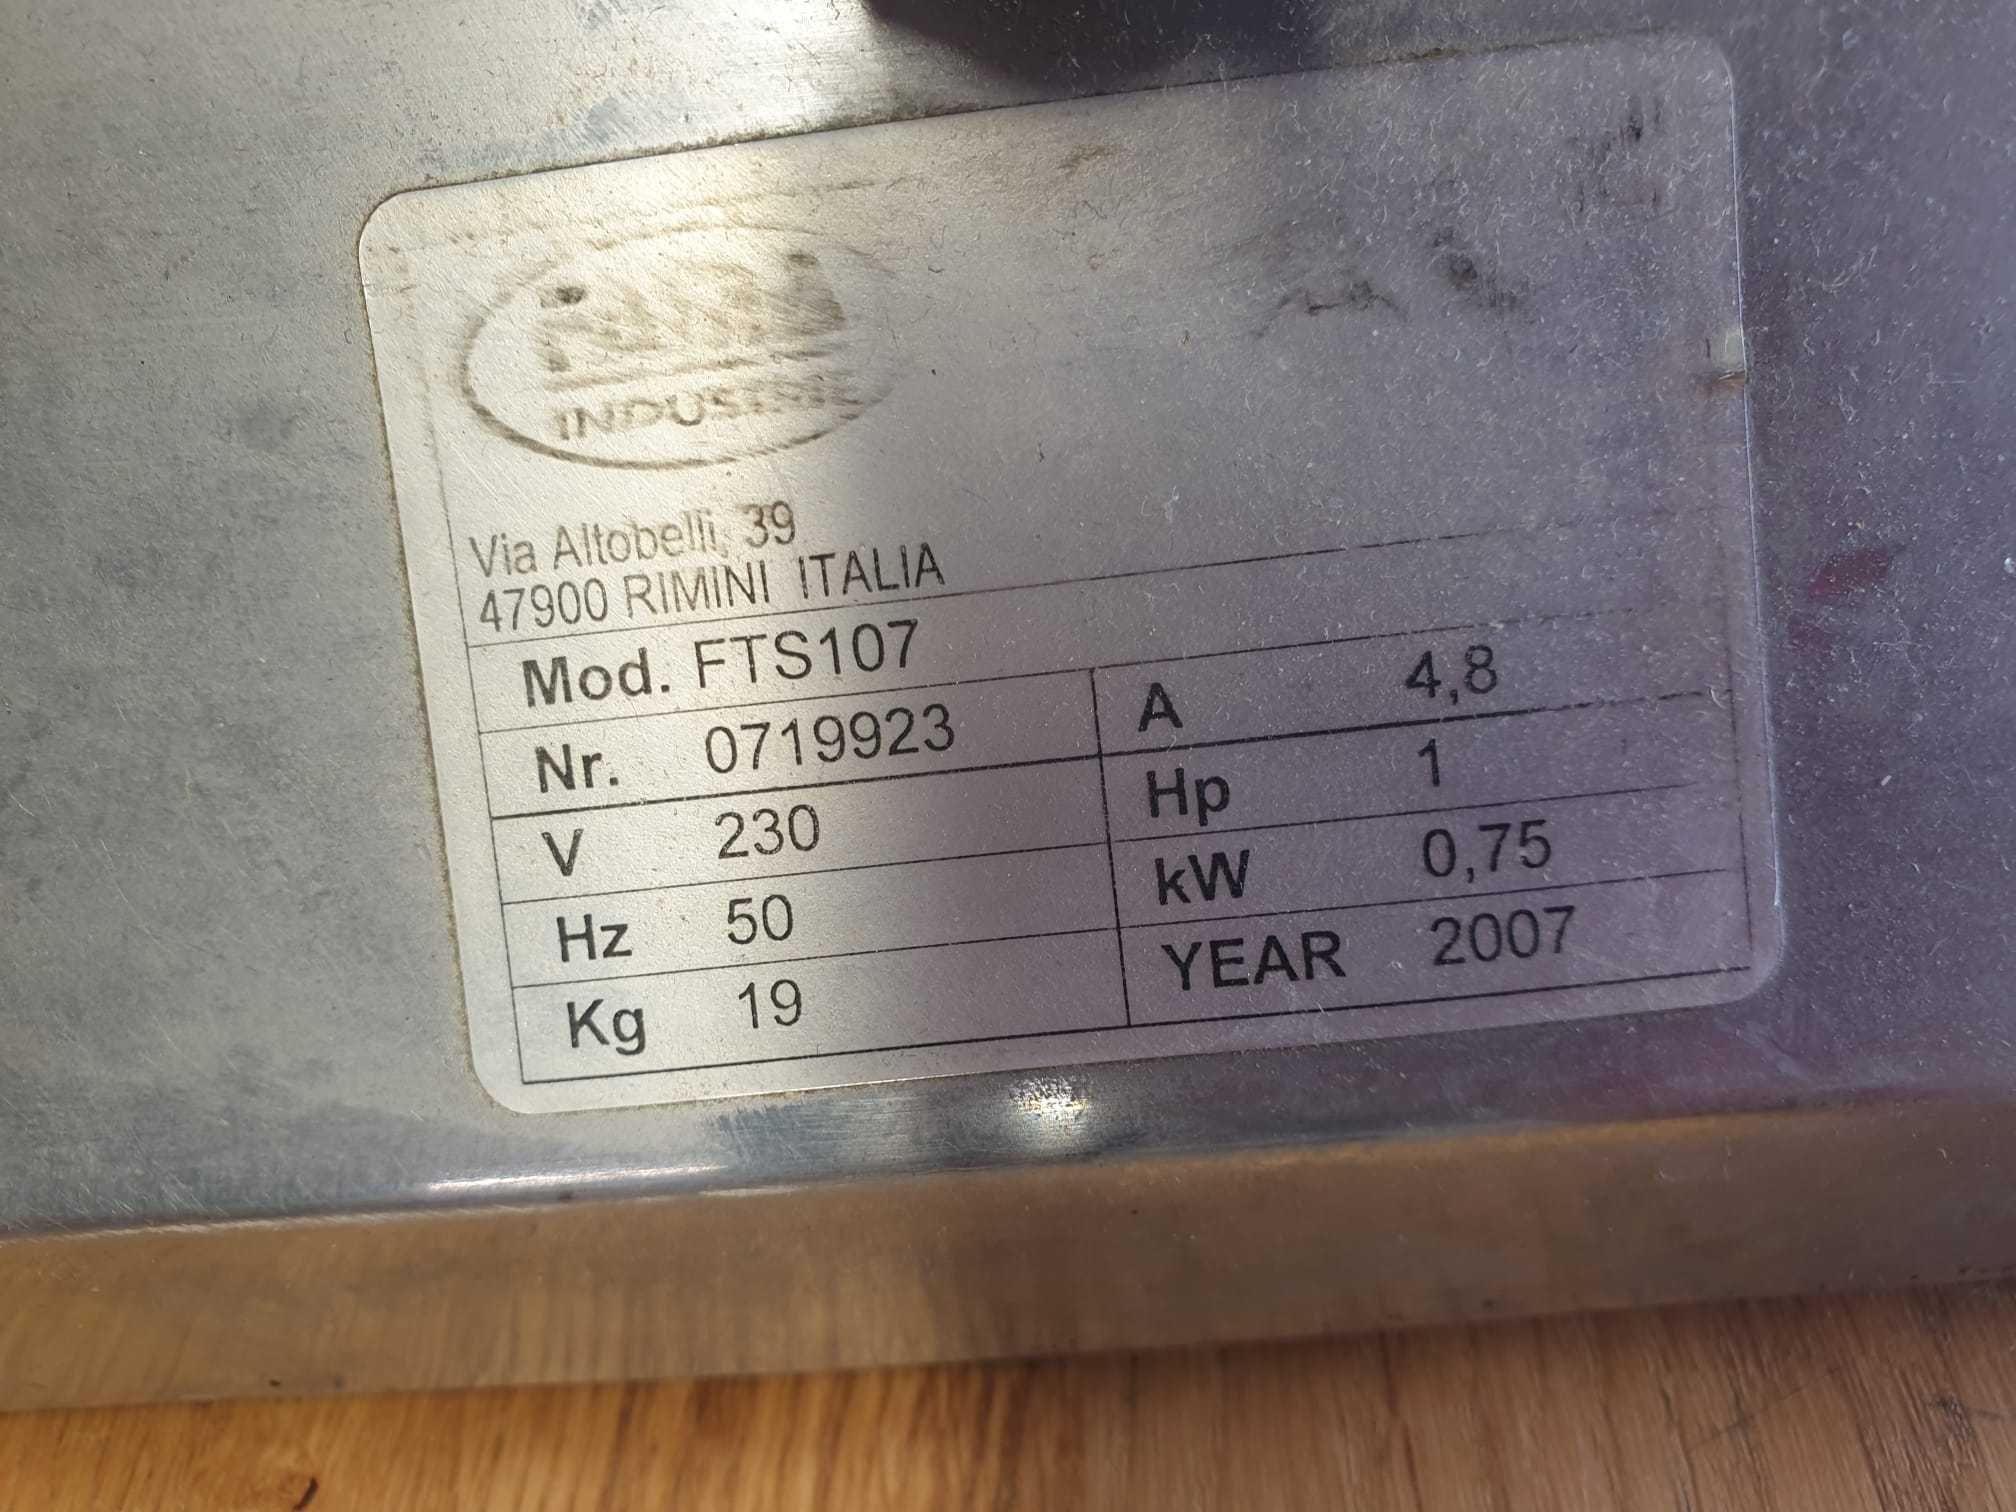 INDUSTRIE
Via Altobelli, 39
47900 RIMINI ITALIA
Mod. FTS107
Nr. 0719923 A 4,8
V 230 Hp 1
Hz 50 kW 0,75
Kg 19 YEAR 2007